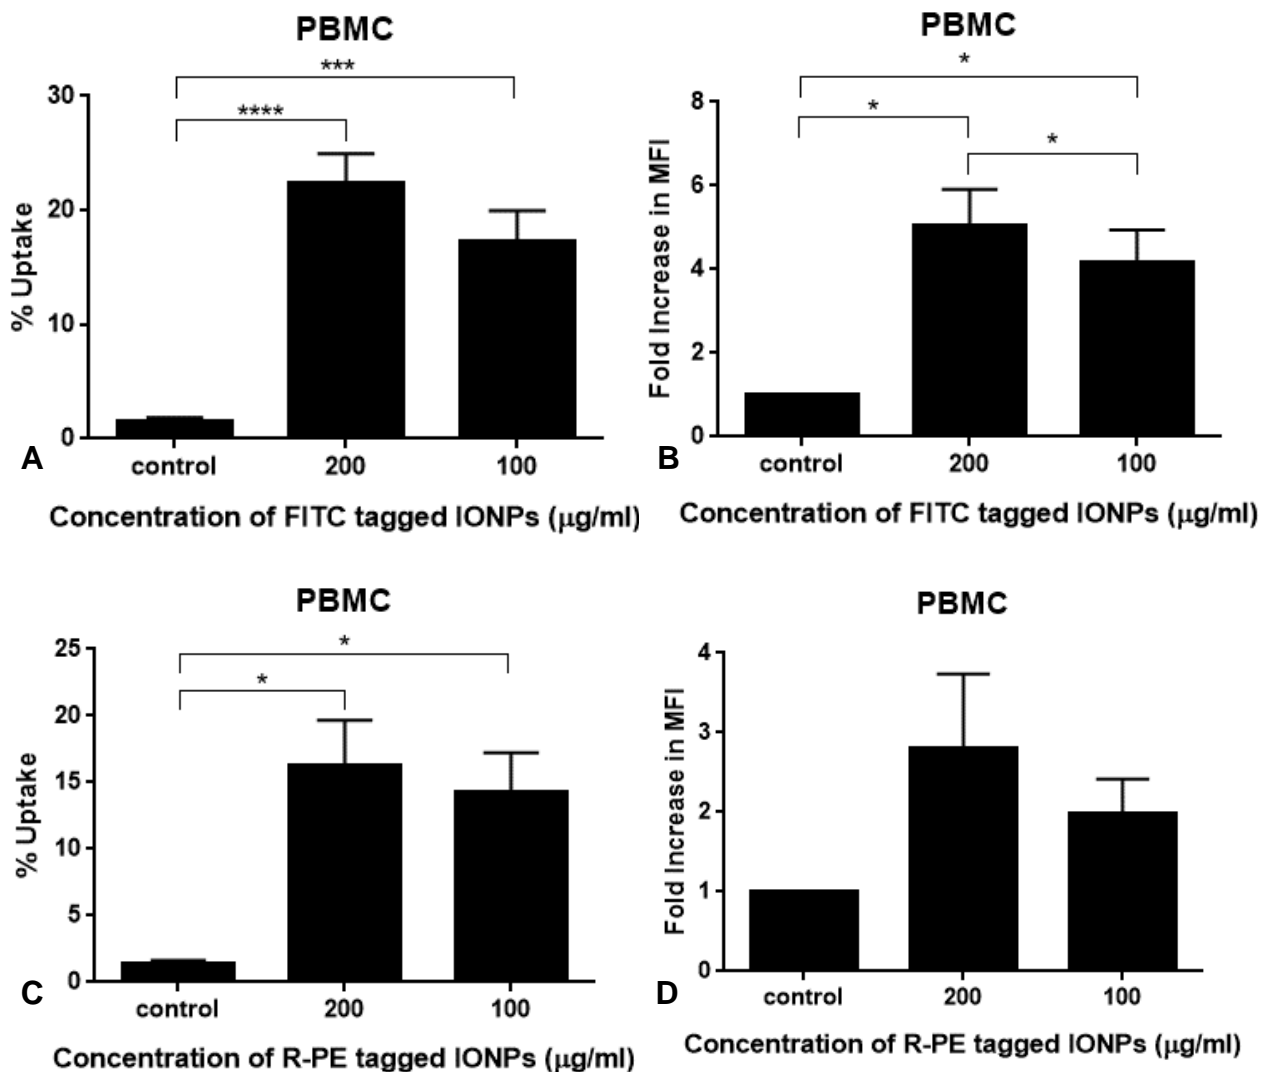 PBMC
***
****
30
20
10
0
% Uptake
control 200 100
A
Concentration of FITC tagged IONPs (µg/ml)
PBMC
*
*
*
8
6
4
2
0
Fold Increase in MFI
control 200 100
B
Concentration of FITC tagged IONPs (µg/ml)
PBMC
*
*
25
20
15
10
5
0
% Uptake
control 200 100
C
Concentration of R-PE tagged IONPs (µg/ml)
PBMC
4
3
2
1
0
Fold Increase in MFI
control 200 100
D
Concentration of R-PE tagged IONPs (µg/ml)